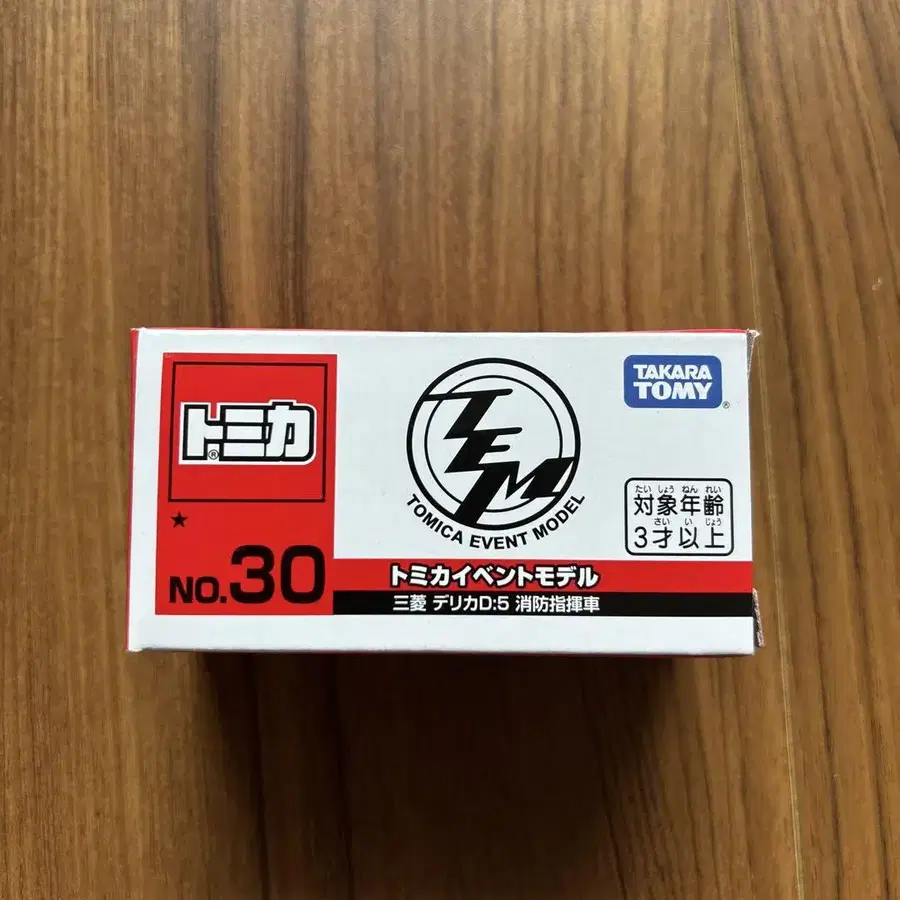 トミカ®
★
NO.30
TEM
TOMICA EVENT MODEL
TAKARA
TOMY®
たい しょう ねん れい
対象年齢
さい い じょう
3才以上
トミカイベントモデル
三菱 デリカD:5 消防指揮車